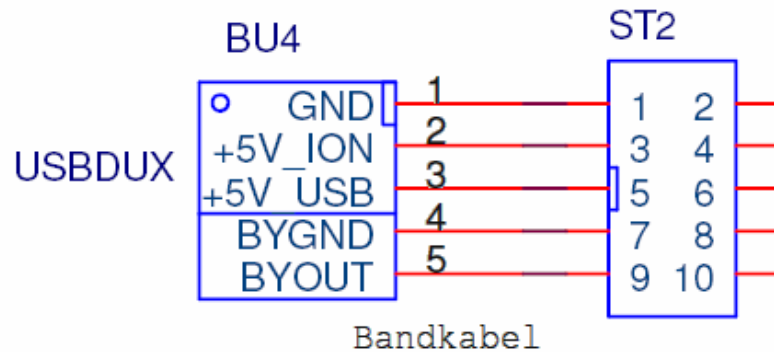 BU4
ST2
USBDUX
GND 1 1 2
+5V_ION 2 3 4
+5V_USB 3 5 6
BYGND 4 7 8
BYOUT 5 9 10
Bandkabel